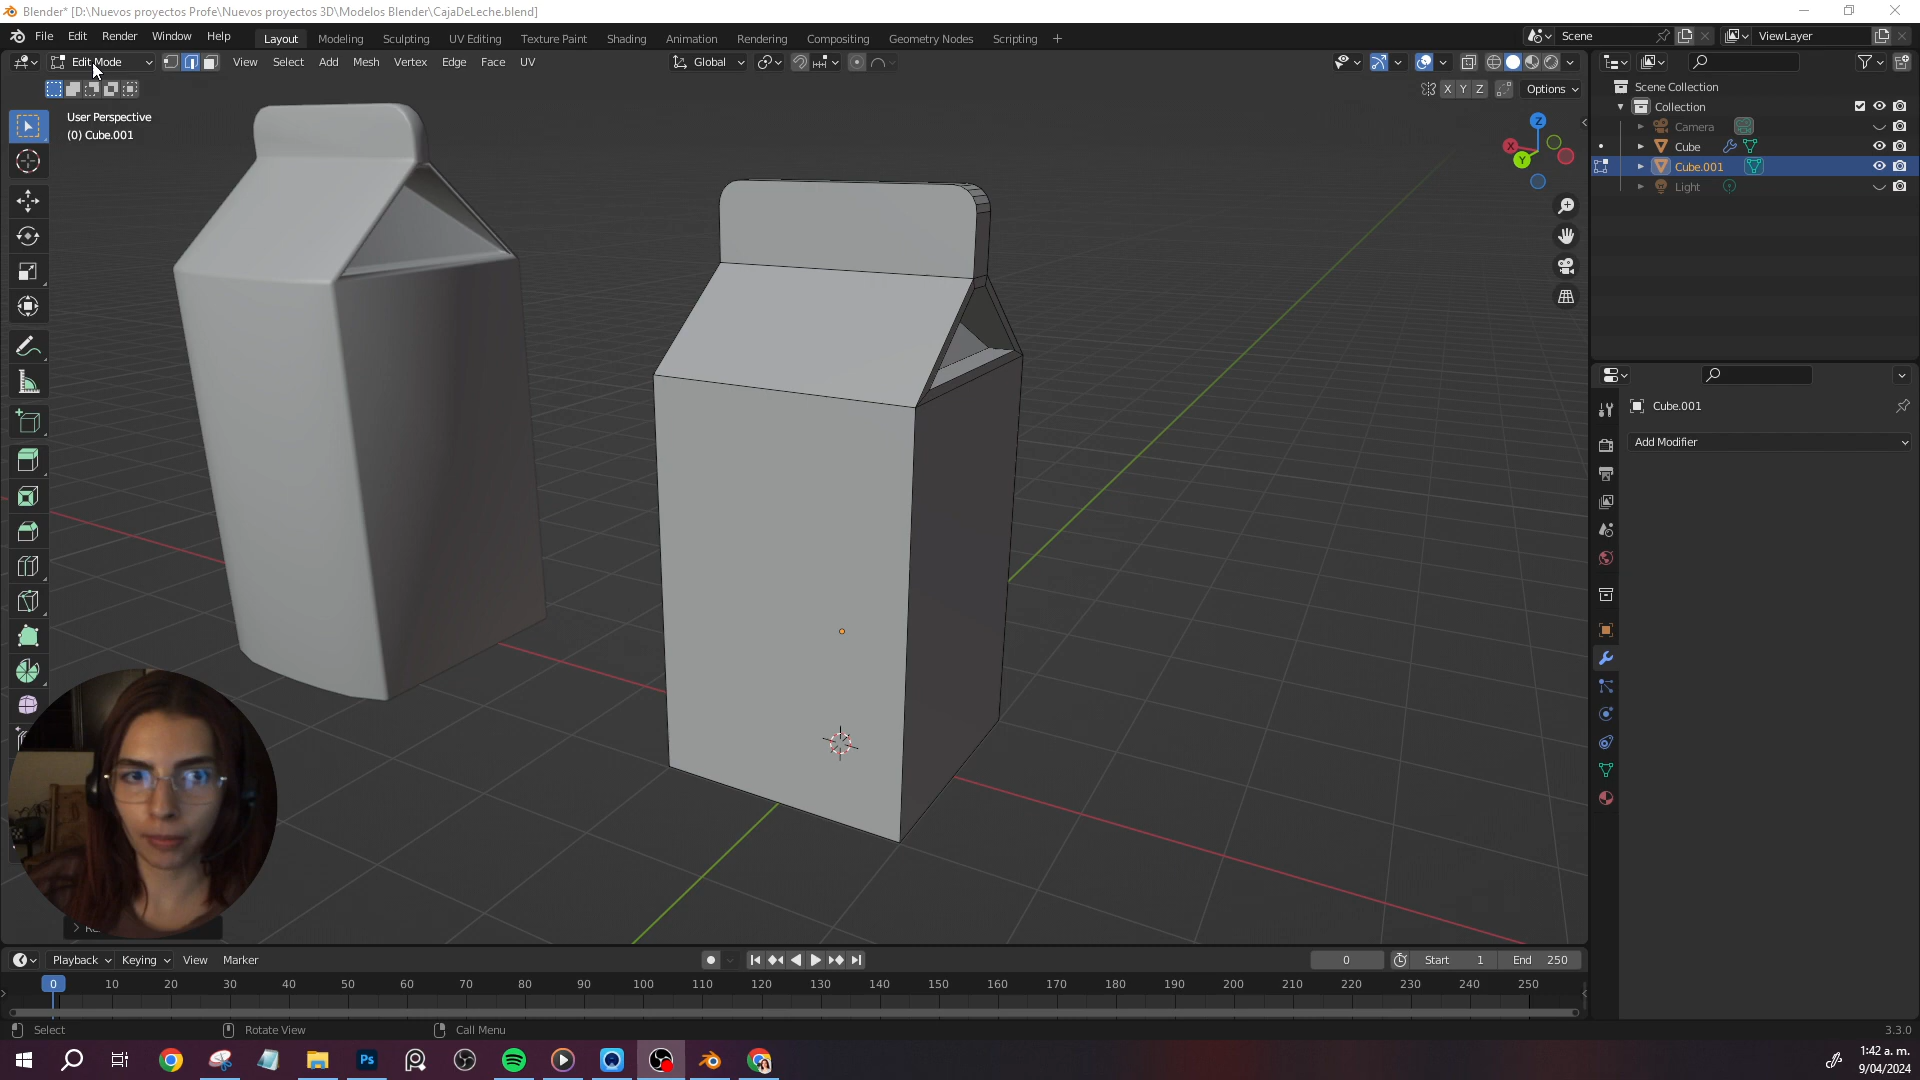 Blender* [D:\Nuevos proyectos Profe\Nuevos proyectos 3D\Modelos Blender\CajaDeLeche.blend]
File Edit Render Window Help Layout Modeling Sculpting UV Editing Texture Paint Shading Animation Rendering Compositing Geometry Nodes Scripting + Scene ViewLayer
Edit Mode View Select Add Mesh Vertex Edge Face UV Global
X Y Z Options
User Perspective
(0) Cube.001
Z
X
Y
Scene Collection
Collection
Camera
Cube
Cube.001
Light
Cube.001
Add Modifier
Playback Keying View Marker 0 Start 1 End 250
0 10 20 30 40 50 60 70 80 90 100 110 120 130 140 150 160 170 180 190 200 210 220 230 240 250
Select Rotate View Call Menu 3.3.0
Ps
1:42 a. m.
9/04/2024